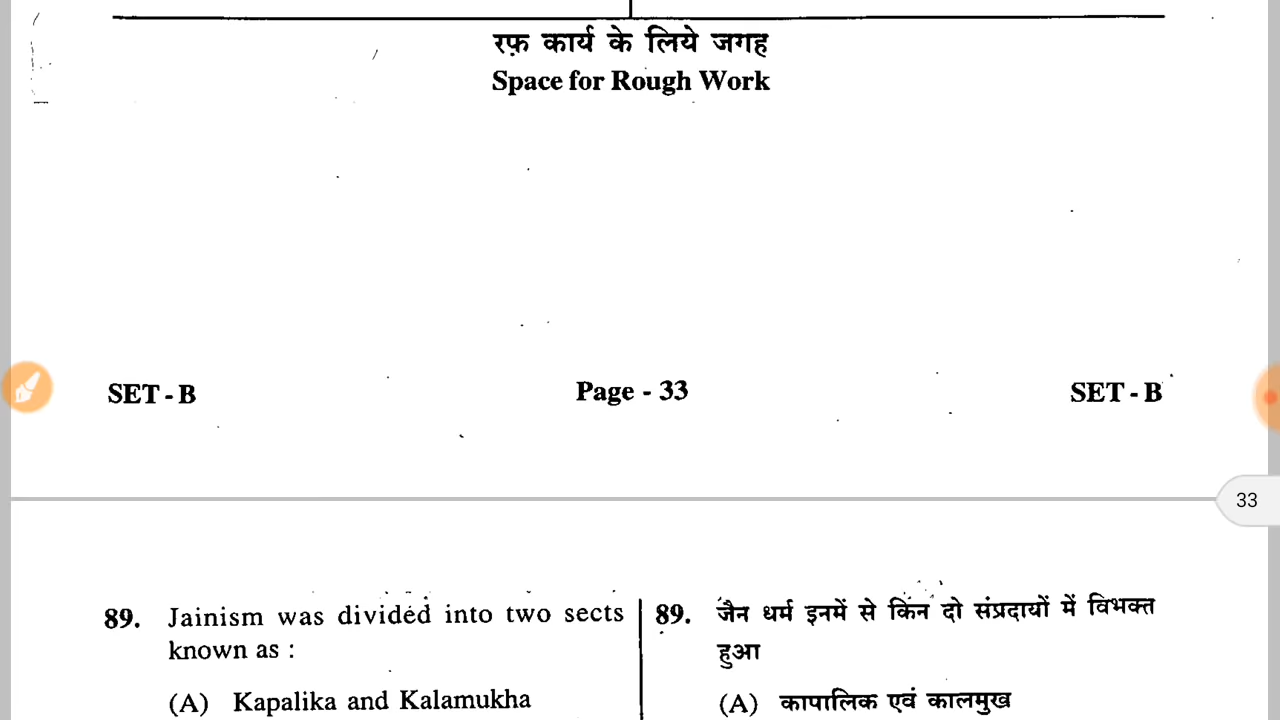 रफ़ कार्य के लिये जगह
Space for Rough Work
SET - B Page - 33 SET - B
33
89. Jainism was divided into two sects
known as :
(A) Kapalika and Kalamukha
89. जैन धर्म इनमें से किन दो संप्रदायों में विभक्त
हुआ
(A) कापालिक एवं कालमुख